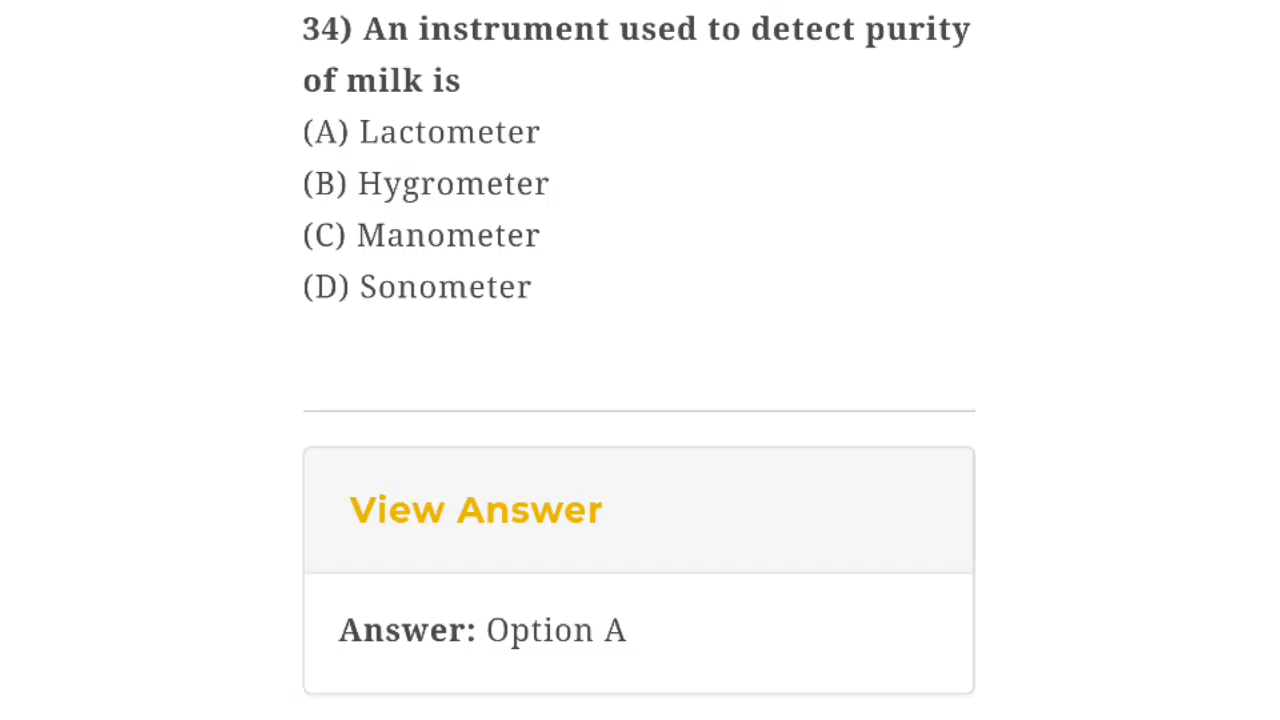 34) An instrument used to detect purity
of milk is
(A) Lactometer
(B) Hygrometer
(C) Manometer
(D) Sonometer
View Answer
Answer: Option A